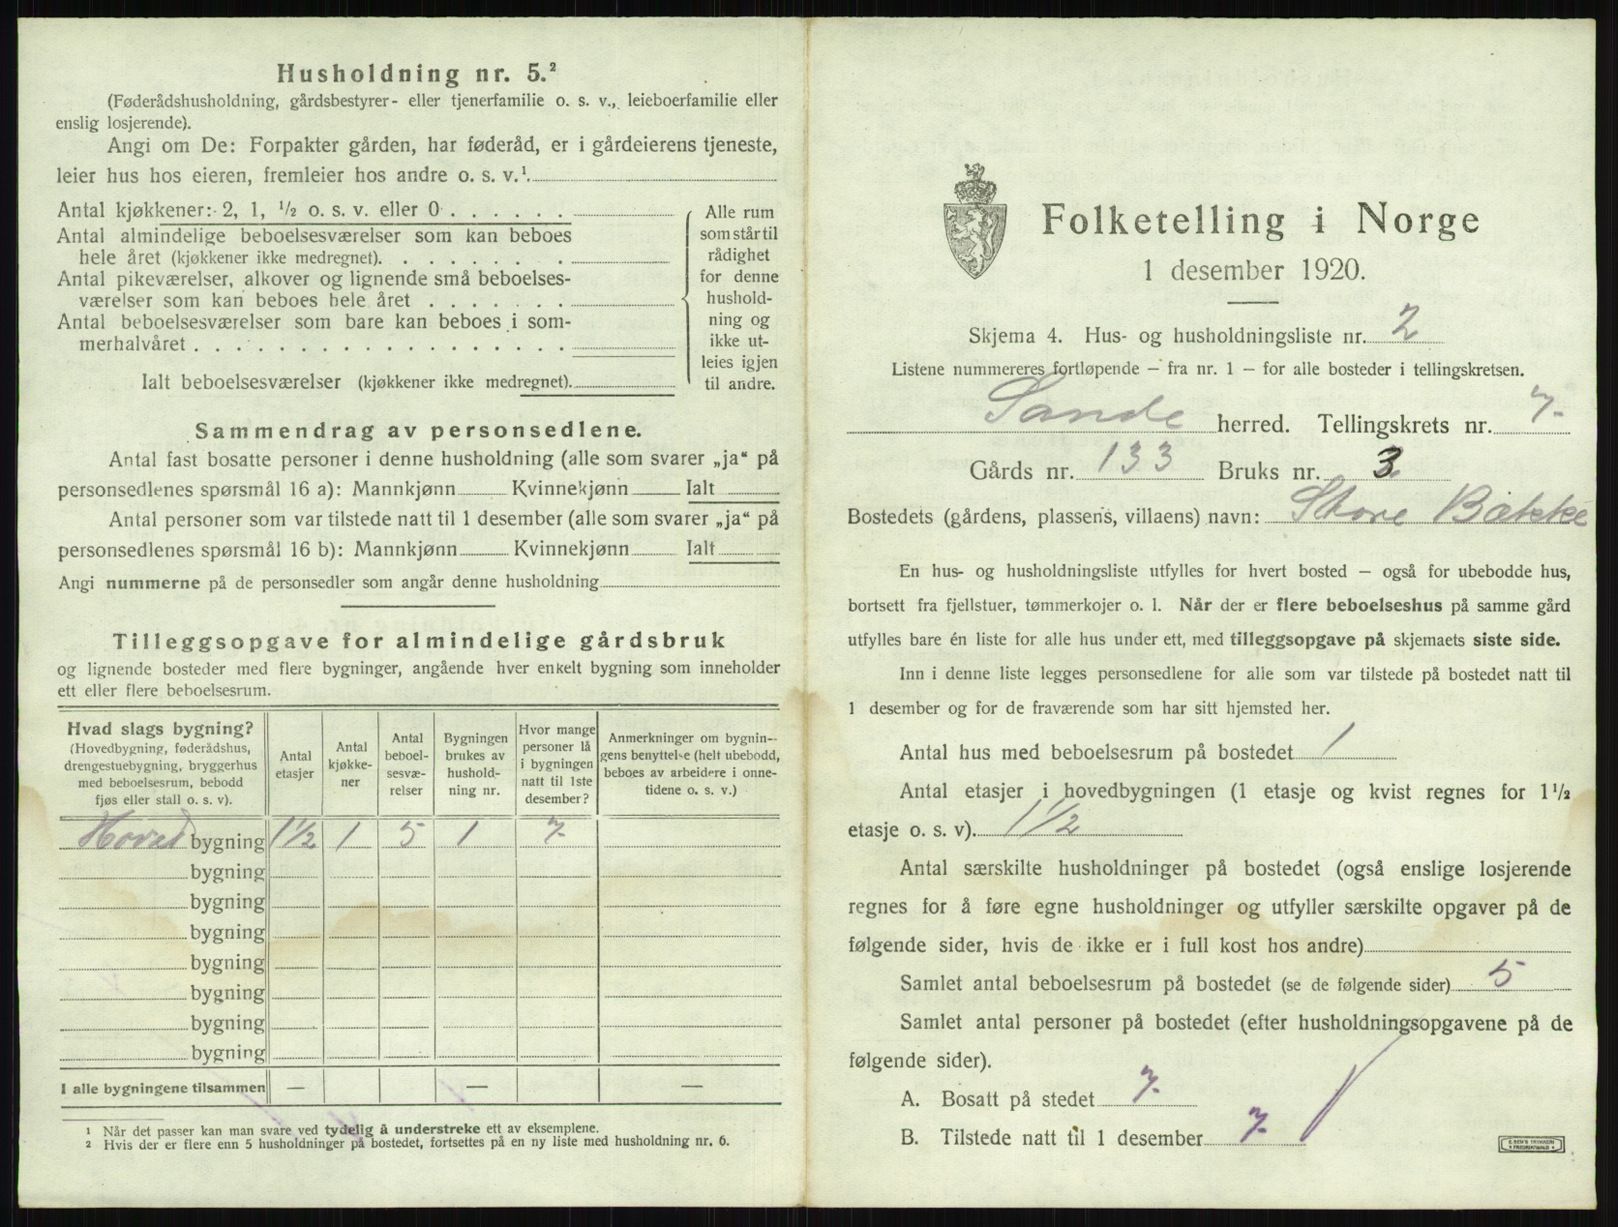 Husholdning nr. 5.²
(Føderådshusholdning, gårdsbestyrer- eller tjenerfamilie o. s. v., leieboerfamilie eller
enslig losjerende).
Angi om De: Forpakter gården, har føderåd, er i gårdeierens tjeneste,
leier hus hos eieren, fremleier hos andre o. s. v.¹
Antal kjøkkener: 2, 1, ½ o. s. v. eller 0
Antal almindelige beboelsesværelser som kan beboes
hele året (kjøkkener ikke medregnet)
Antal pikeværelser, alkover og lignende små beboelses-
værelser som kan beboes hele året
Antal beboelsesværelser som bare kan beboes i som-
merhalvåret
Ialt beboelsesværelser (kjøkkener ikke medregnet)
Alle rum
som står til
rådighet
for denne
hushold-
ning og
ikke ut-
leies igjen
til andre.
Sammendrag av personsedlene.
Antal fast bosatte personer i denne husholdning (alle som svarer „ja“ på
personsedlenes spørsmål 16 a): Mannkjønn Kvinnekjønn Ialt
Antal personer som var tilstede natt til 1 desember (alle som svarer „ja“ på
personsedlenes spørsmål 16 b): Mannkjønn Kvinnekjønn Ialt
Angi nummerne på de personsedler som angår denne husholdning
Tilleggsopgave for almindelige gårdsbruk
og lignende bosteder med flere bygninger, angående hver enkelt bygning som inneholder
ett eller flere beboelsesrum.
Hvad slags bygning?
(Hovedbygning, føderådshus,
drengestuebygning, bryggerhus
med beboelsesrum, bebodd
fjøs eller stall o. s. v).
Antal
etasjer
Antal
kjøkke-
ner
Antal
beboel-
sesvæ-
relser
Bygningen
brukes av
hushold-
ning nr.
Hvor mange
personer lå
i bygningen
natt til 1ste
desember?
Anmerkninger om bygnin-
gens benyttelse (helt ubebodd,
beboes av arbeidere i onne-
tidene o. s. v.)
Hoved bygning 1½ 1 5 1 7
bygning
bygning
bygning
bygning
bygning
bygning
bygning
I alle bygningene tilsammen — — —
¹ Når det passer kan man svare ved tydelig å understreke ett av eksemplene.
² Hvis der er flere enn 5 husholdninger på bostedet, fortsettes på en ny liste med husholdning nr. 6.
Folketelling i Norge
1 desember 1920.
Skjema 4. Hus- og husholdningsliste nr. 2
Listene nummereres fortløpende – fra nr. 1 – for alle bosteder i tellingskretsen.
Sande herred. Tellingskrets nr. 7.
Gårds nr. 133 Bruks nr. 3
Bostedets (gårdens, plassens, villaens) navn: Store Bække
En hus- og husholdningsliste utfylles for hvert bosted – også for ubebodde hus,
bortsett fra fjellstuer, tømmerkojer o. l. Når der er flere beboelseshus på samme gård
utfylles bare én liste for alle hus under ett, med tilleggsopgave på skjemaets siste side.
Inn i denne liste legges personsedlene for alle som var tilstede på bostedet natt til
1 desember og for de fraværende som har sitt hjemsted her.
Antal hus med beboelsesrum på bostedet 1
Antal etasjer i hovedbygningen (1 etasje og kvist regnes for 1½
etasje o. s. v). 1½
Antal særskilte husholdninger på bostedet (også enslige losjerende
regnes for å føre egne husholdninger og utfyller særskilte opgaver på de
følgende sider, hvis de ikke er i full kost hos andre)
Samlet antal beboelsesrum på bostedet (se de følgende sider) 5
Samlet antal personer på bostedet (efter husholdningsopgavene på de
følgende sider).
A. Bosatt på stedet 7.
B. Tilstede natt til 1 desember 7.